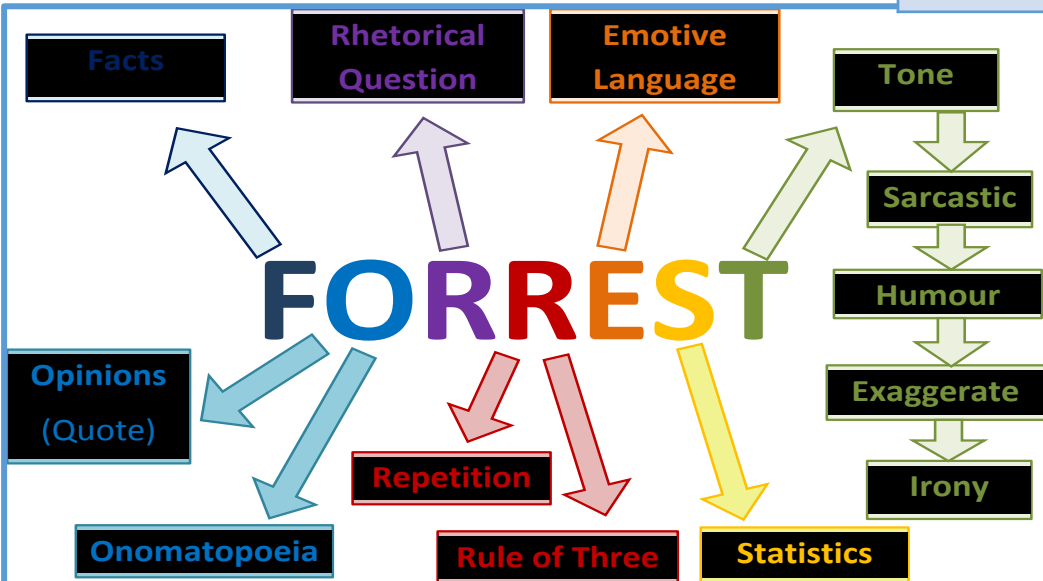 Facts
Rhetorical
Question
Emotive
Language
Tone
Sarcastic
Humour
Exaggerate
Irony
FORREST
Opinions
(Quote)
Onomatopoeia
Repetition
Rule of Three
Statistics